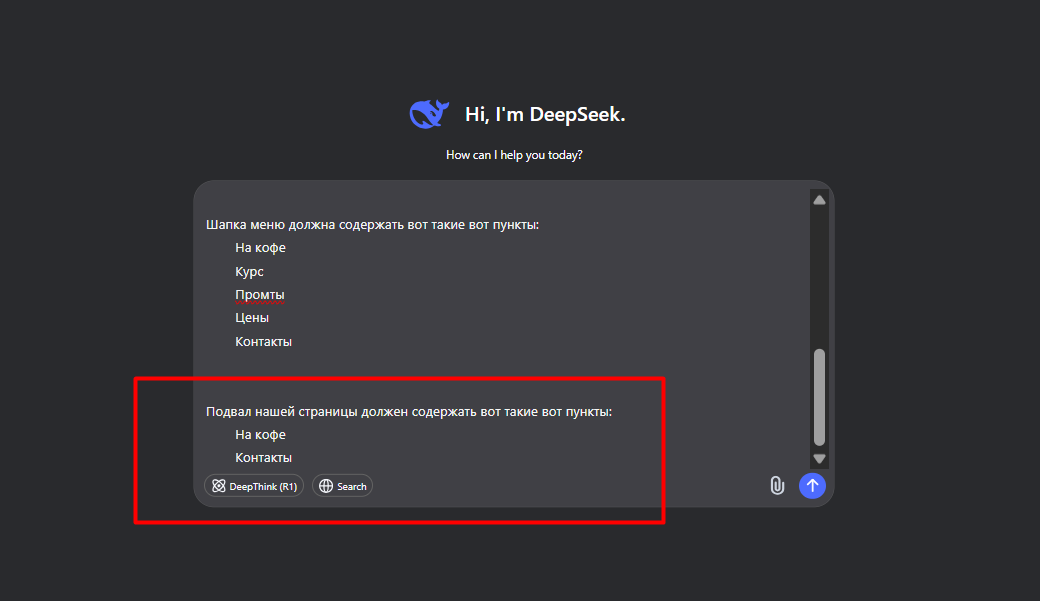 Hi, I'm DeepSeek.
How can I help you today?
Шапка меню должна содержать вот такие вот пункты:
На кофе
Курс
Промты
Цены
Контакты
Подвал нашей страницы должен содержать вот такие вот пункты:
На кофе
Контакты
DeepThink (R1) Search